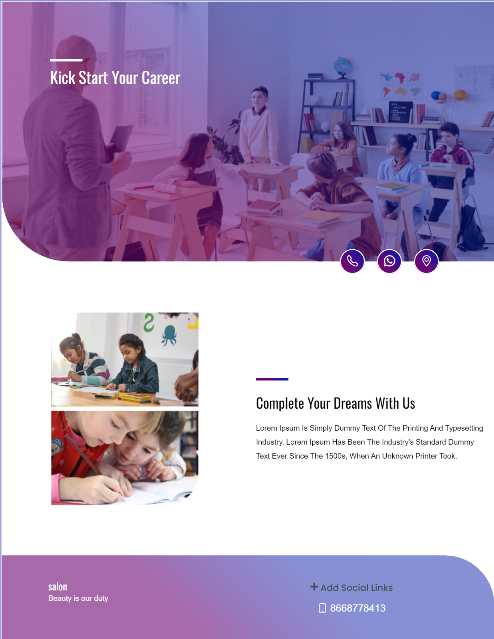 Kick Start Your Career
Complete Your Dreams With Us
Lorem Ipsum Is Simply Dummy Text Of The Printing And Typesetting
Industry. Lorem Ipsum Has Been The Industry's Standard Dummy
Text Ever Since The 1500s, When An Unknown Printer Took.
salon
Beauty is our duty
+ Add Social Links
8668778413